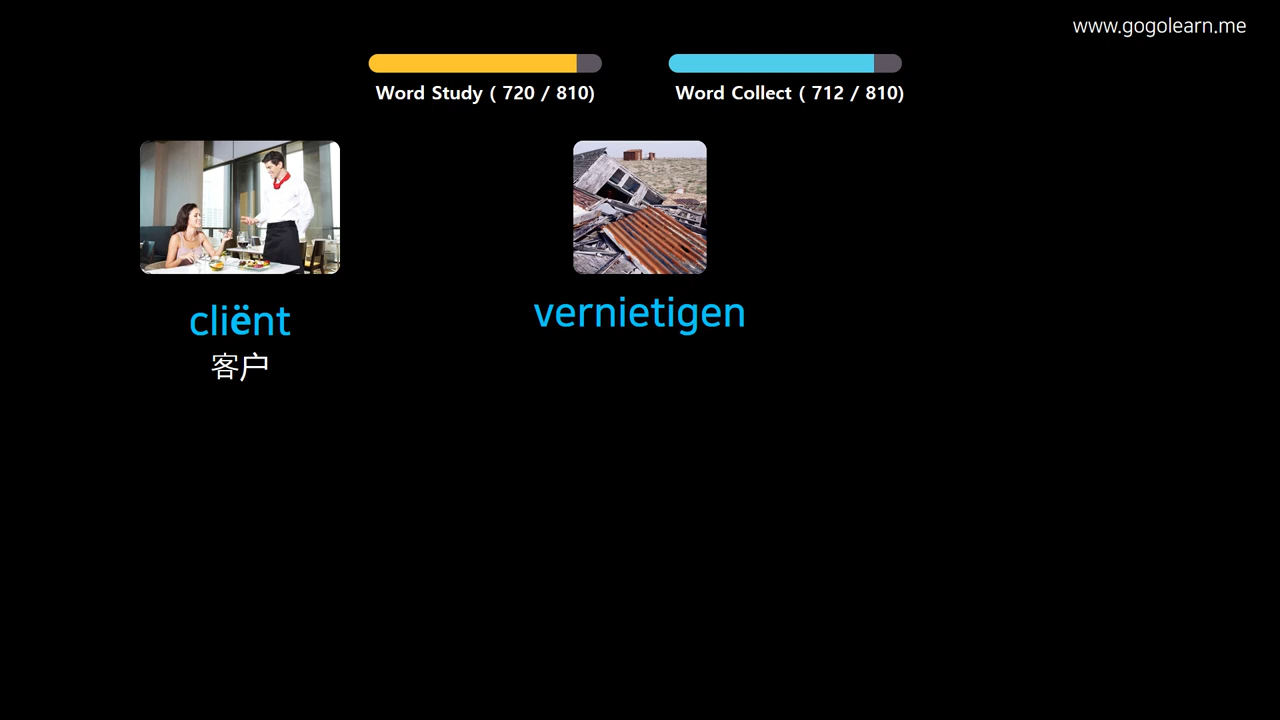 www.gogolearn.me
Word Study ( 720 / 810)
Word Collect ( 712 / 810)
cliënt
客户
vernietigen